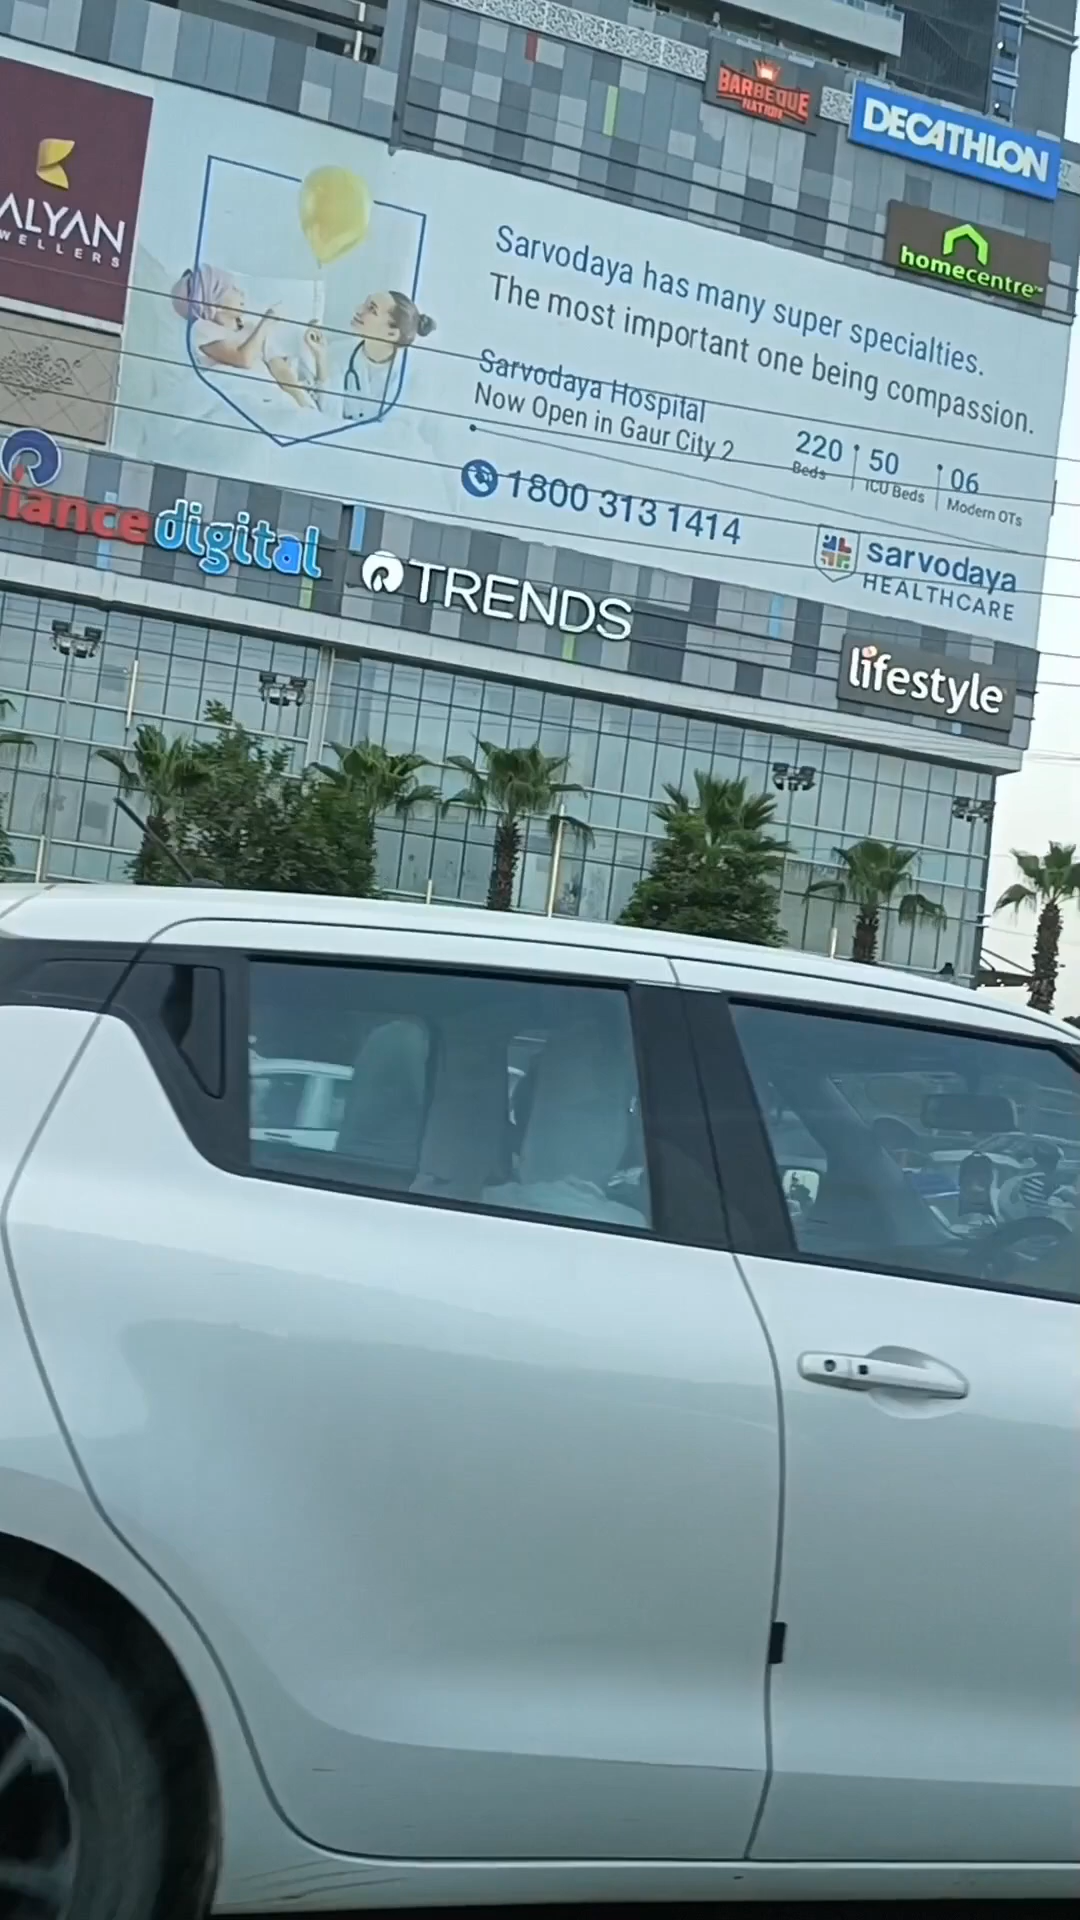 BARBEQUE
NATION
DECATHLON
homecentre
ALYAN
WELLERS
Sarvodaya has many super specialties.
The most important one being compassion.
Sarvodaya Hospital
Now Open in Gaur City 2
220 Beds
50 ICU Beds
06 Modern OTs
1800 313 1414
sarvodaya
HEALTHCARE
liance digital
TRENDS
lifestyle